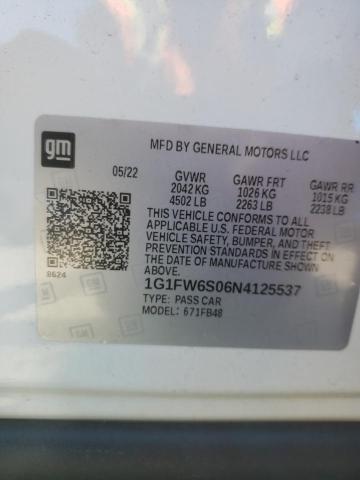 gm
MFD BY GENERAL MOTORS LLC
05/22 GVWR GAWR FRT GAWR RR
2042 KG 1026 KG 1015 KG
4502 LB 2263 LB 2238 LB
THIS VEHICLE CONFORMS TO ALL
APPLICABLE U.S. FEDERAL MOTOR
VEHICLE SAFETY, BUMPER, AND THEFT
PREVENTION STANDARDS IN EFFECT ON
THE DATE OF MANUFACTURE SHOWN
ABOVE.
8624
1G1FW6S06N4125537
TYPE: PASS CAR
MODEL: 671FB48